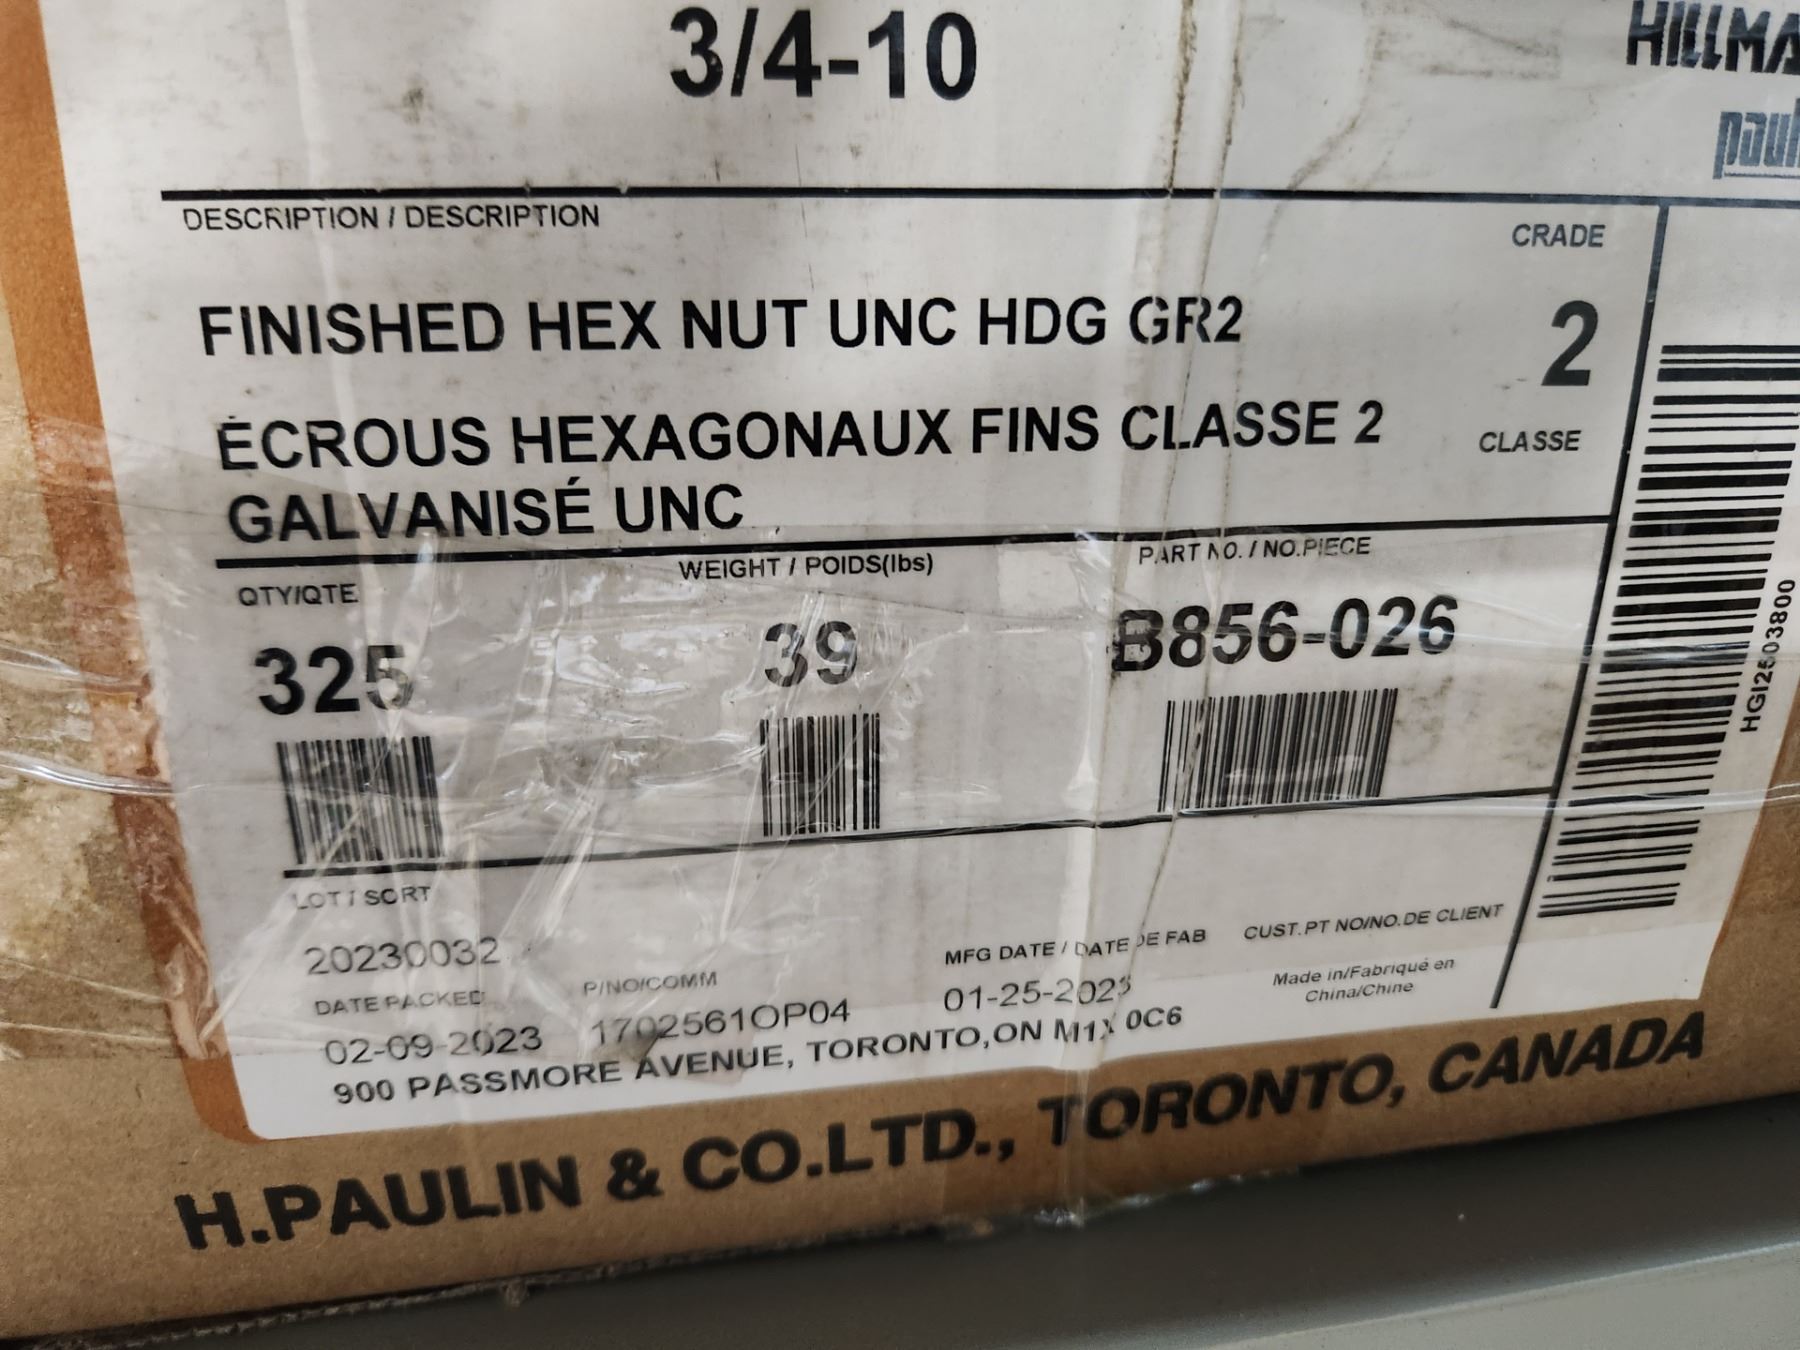 3/4-10
HILLMA
paul
DESCRIPTION / DESCRIPTION
CRADE
FINISHED HEX NUT UNC HDG GR2
2
ÉCROUS HEXAGONAUX FINS CLASSE 2
CLASSE
GALVANISÉ UNC
QTY/QTE
WEIGHT / POIDS(lbs)
PART NO. / NO.PIECE
325
39
B856-026
HGI2503800
LOT / SORT
20230032
DATE PACKED
P/NO/COMM
MFG DATE / DATE DE FAB
CUST.PT NO/NO.DE CLIENT
02-09-2023
1702561OP04
01-25-2023
Made in/Fabriqué en
China/Chine
900 PASSMORE AVENUE, TORONTO,ON M1X 0C6
H.PAULIN & CO.LTD., TORONTO, CANADA